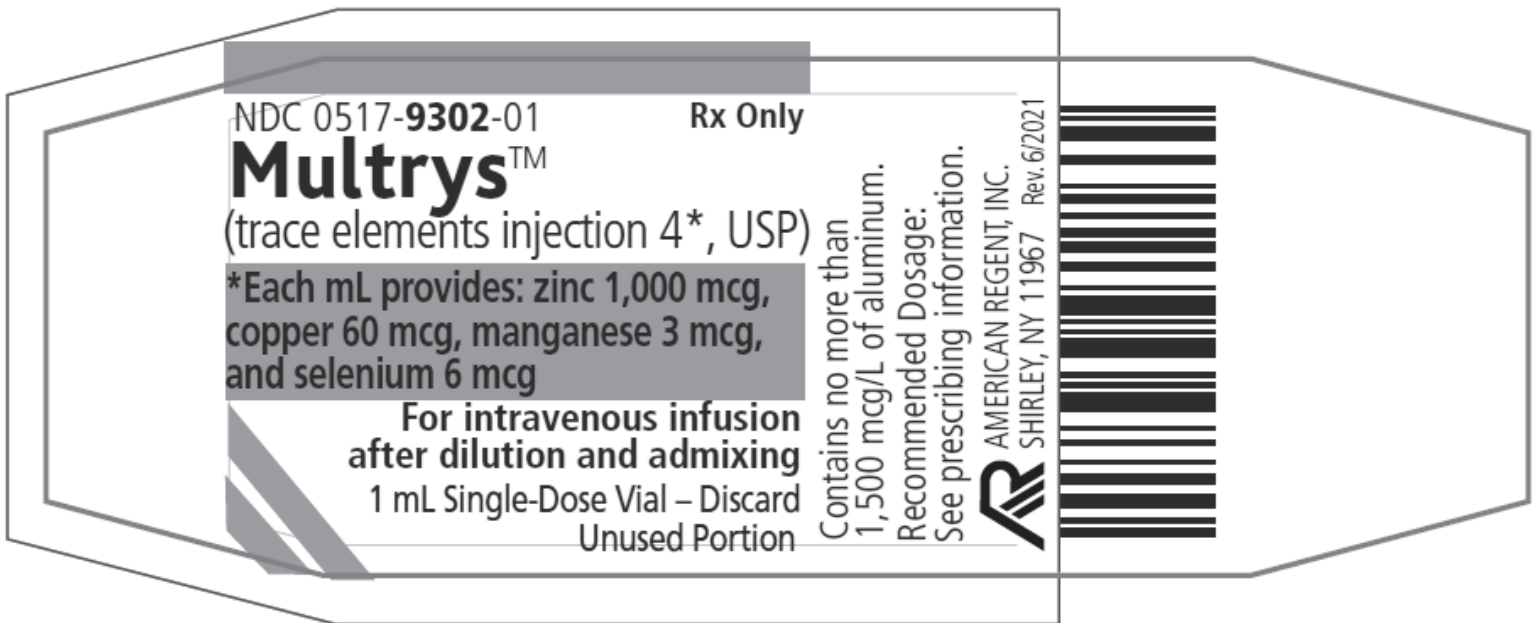 NDC 0517-9302-01
Rx Only
Multrys™
(trace elements injection 4*, USP)
*Each mL provides: zinc 1,000 mcg,
copper 60 mcg, manganese 3 mcg,
and selenium 6 mcg
For intravenous infusion
after dilution and admixing
1 mL Single-Dose Vial – Discard
Unused Portion
Contains no more than
1,500 mcg/L of aluminum.
Recommended Dosage:
See prescribing information.
AR
AMERICAN REGENT, INC.
SHIRLEY, NY 11967 Rev. 6/2021